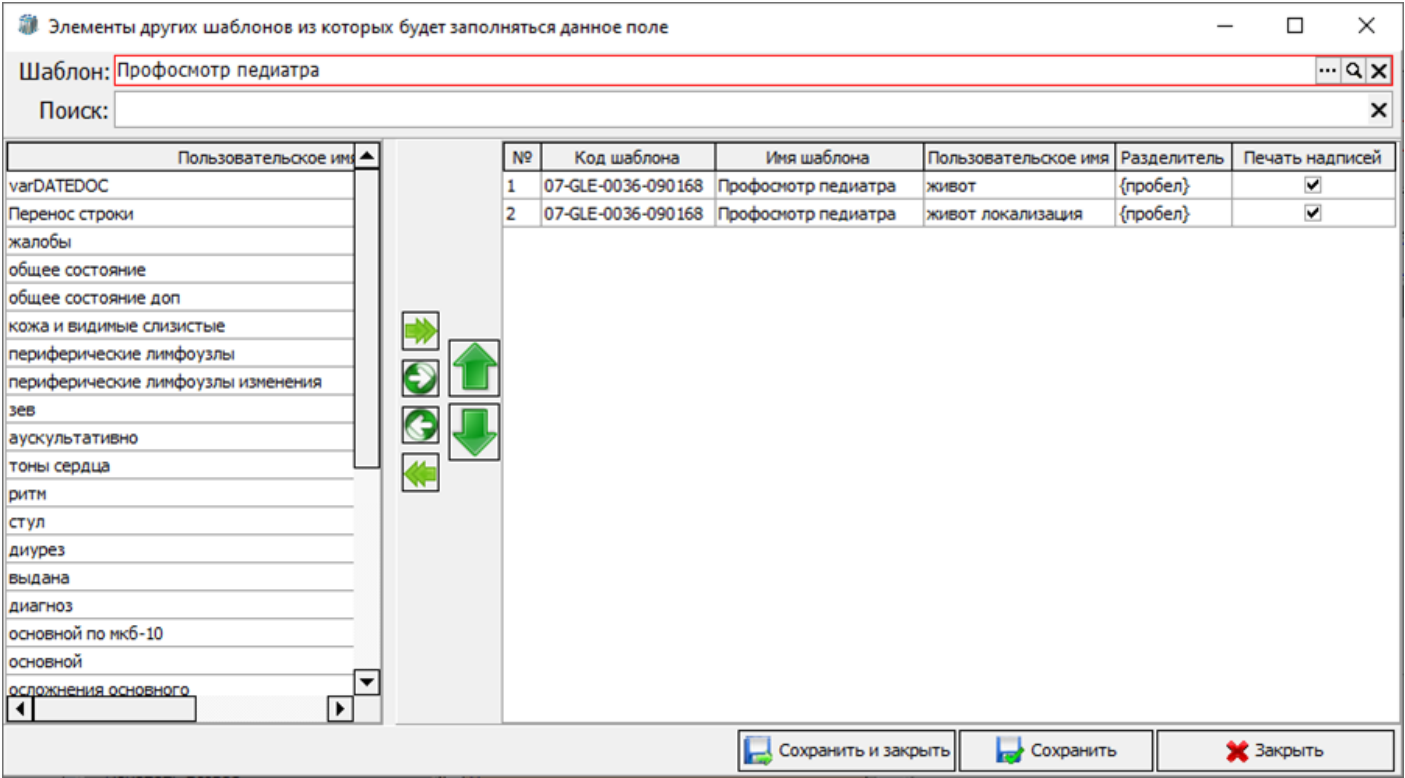 Элементы других шаблонов из которых будет заполняться данное поле
Шаблон: Профосмотр педиатра
Поиск:
Пользовательское имя
varDATEDOC
Перенос строки
жалобы
общее состояние
общее состояние доп
кожа и видимые слизистые
периферические лимфоузлы
периферические лимфоузлы изменения
зев
аускультативно
тоны сердца
ритм
стул
диурез
выдана
диагноз
основной по мкб-10
основной
осложнения основного
№ Код шаблона Имя шаблона Пользовательское имя Разделитель Печать надписей
1 07-GLE-0036-090168 Профосмотр педиатра живот {пробел}
2 07-GLE-0036-090168 Профосмотр педиатра живот локализация {пробел}
Сохранить и закрыть Сохранить Закрыть